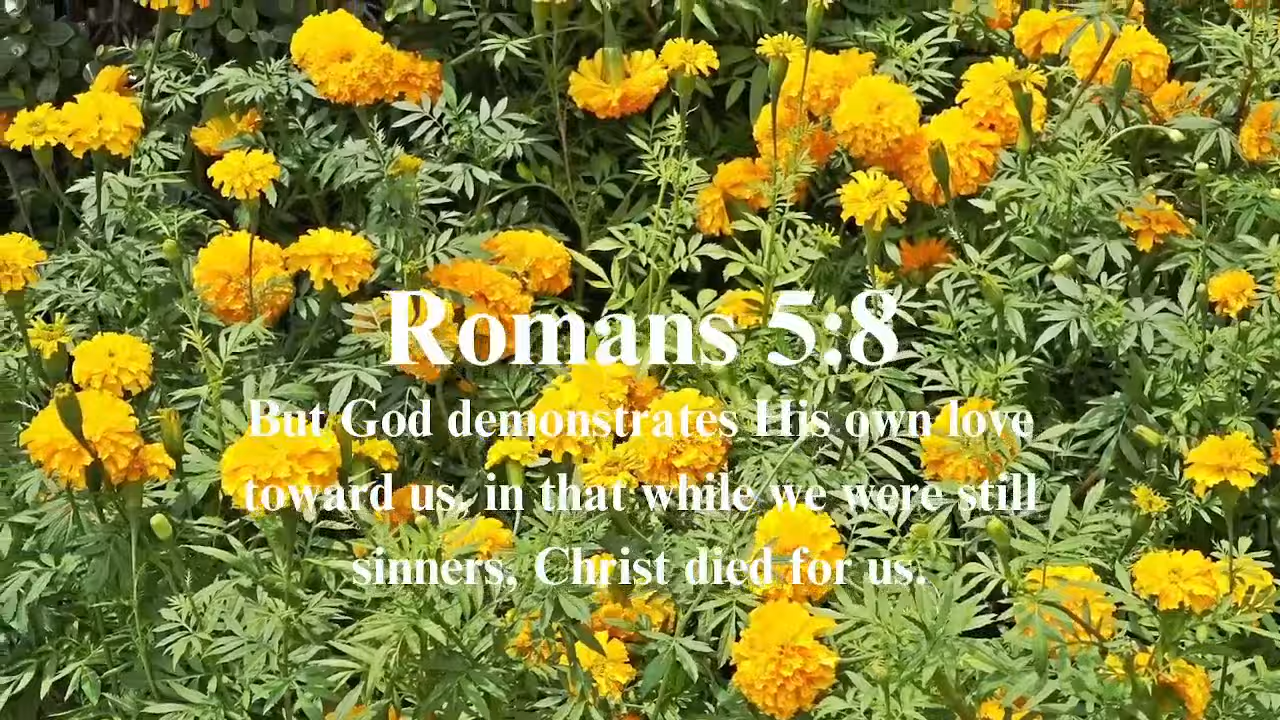 Romans 5:8
But God demonstrates His own love
toward us, in that while we were still
sinners, Christ died for us.